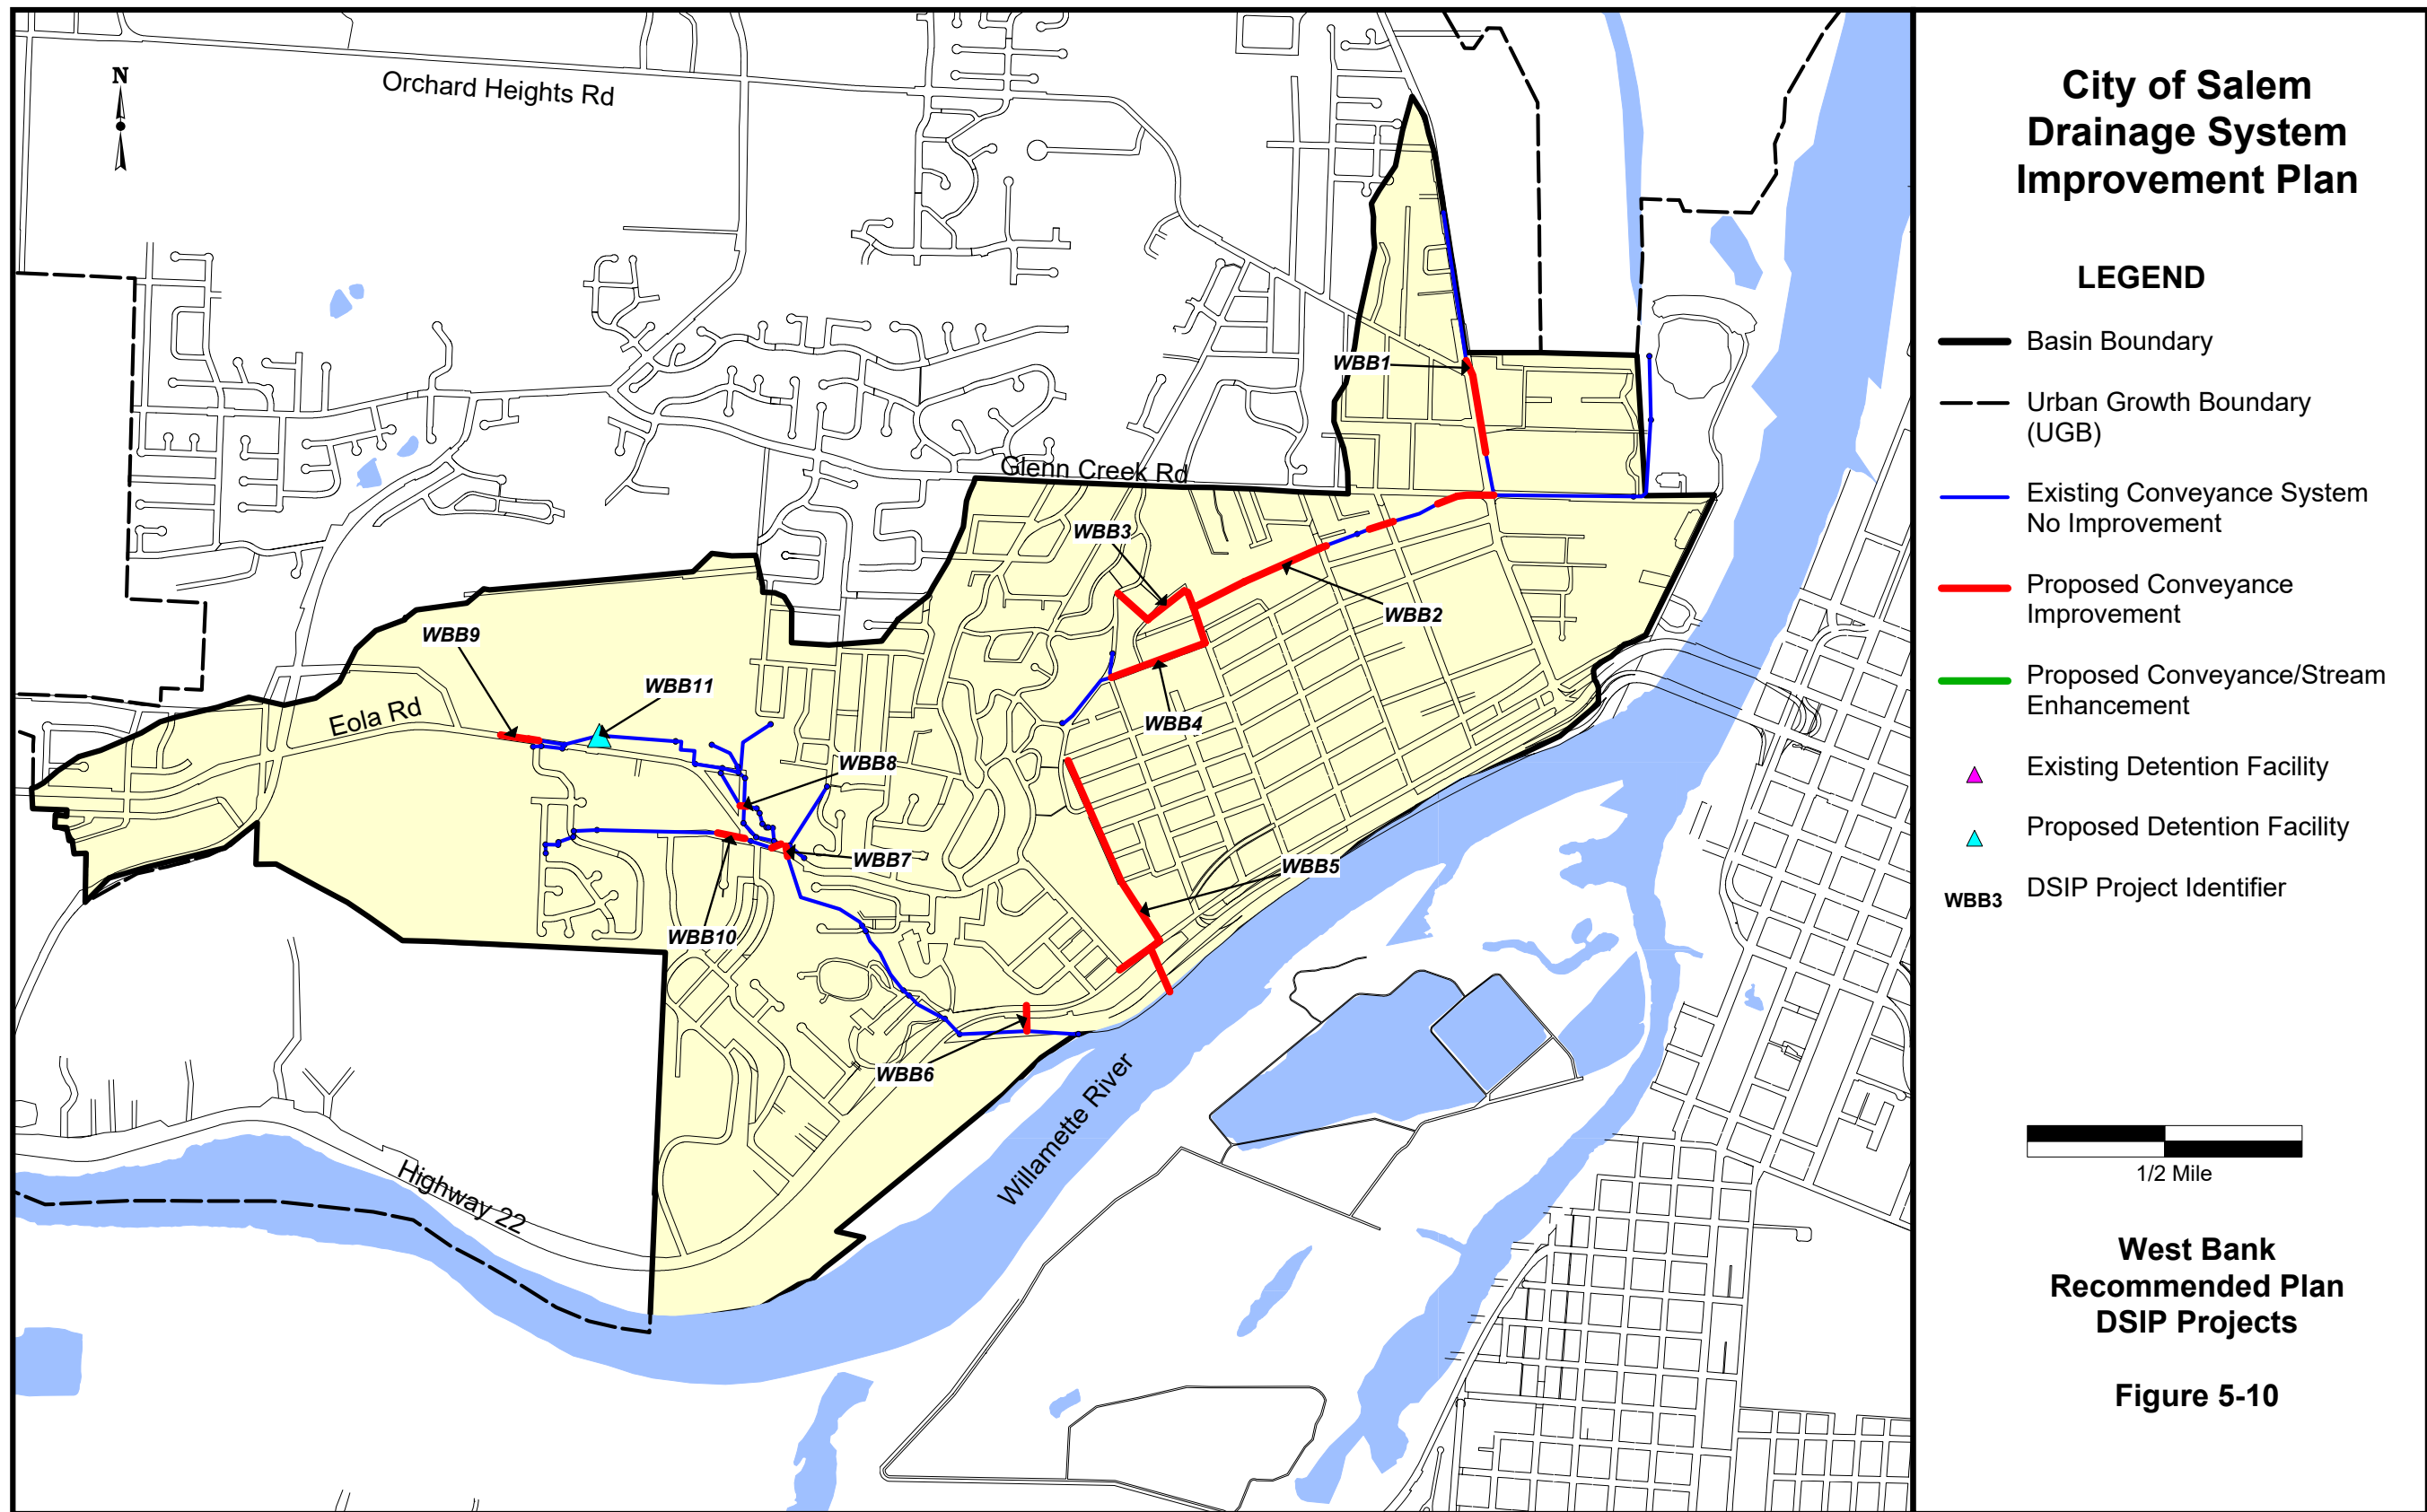 N
Orchard Heights Rd
WBB1
Glenn Creek Rd
WBB3
WBB2
WBB9
WBB11
Eola Rd
WBB4
WBB8
WBB7
WBB5
WBB10
WBB6
Willamette River
Highway 22
City of Salem
Drainage System
Improvement Plan
LEGEND
Basin Boundary
Urban Growth Boundary
(UGB)
Existing Conveyance System
No Improvement
Proposed Conveyance
Improvement
Proposed Conveyance/Stream
Enhancement
Existing Detention Facility
Proposed Detention Facility
WBB3 DSIP Project Identifier
1/2 Mile
West Bank
Recommended Plan
DSIP Projects
Figure 5-10